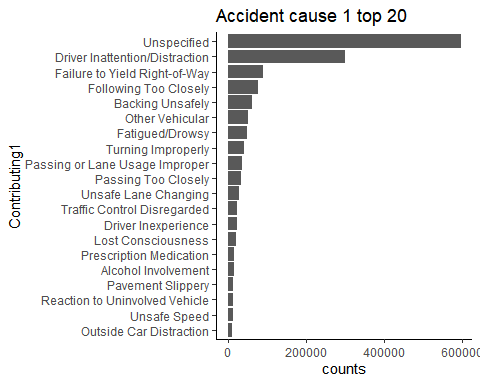 Accident cause 1 top 20
Contributing1
Unspecified
Driver Inattention/Distraction
Failure to Yield Right-of-Way
Following Too Closely
Backing Unsafely
Other Vehicular
Fatigued/Drowsy
Turning Improperly
Passing or Lane Usage Improper
Passing Too Closely
Unsafe Lane Changing
Traffic Control Disregarded
Driver Inexperience
Lost Consciousness
Prescription Medication
Alcohol Involvement
Pavement Slippery
Reaction to Uninvolved Vehicle
Unsafe Speed
Outside Car Distraction
0 200000 400000 600000
counts